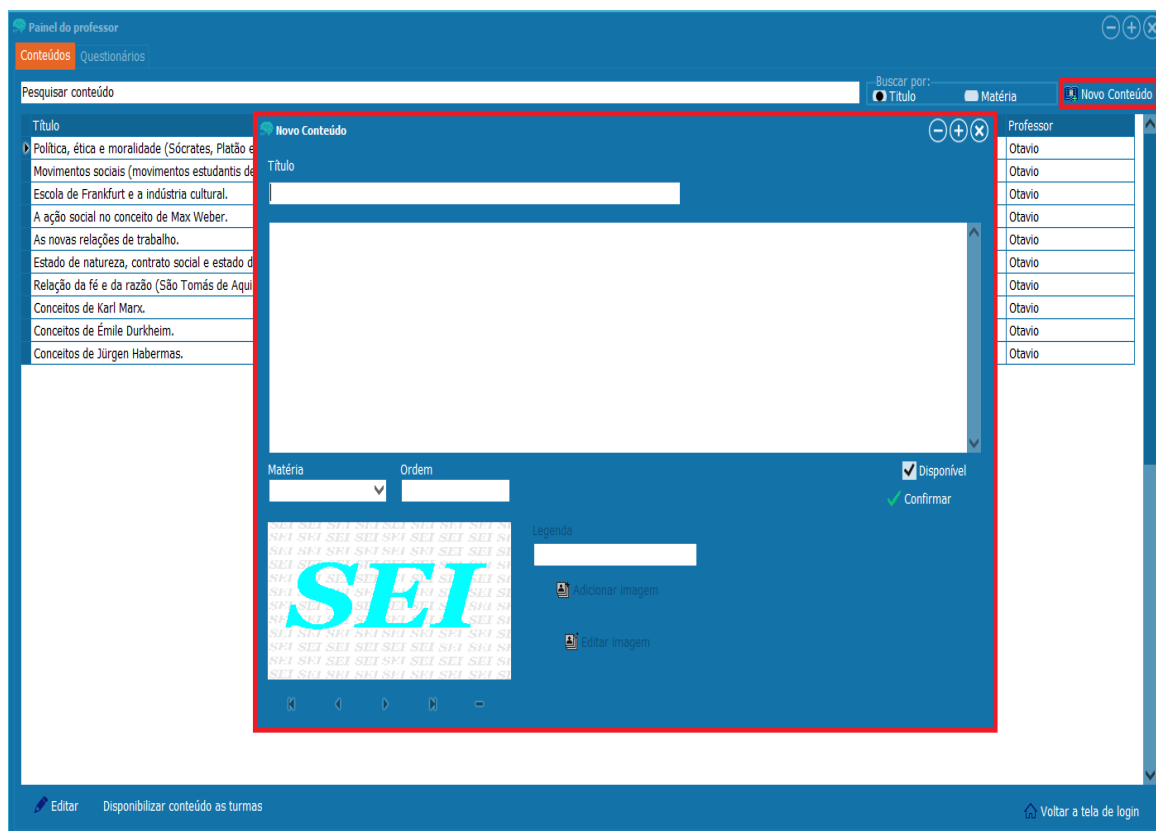 Painel do professor
Conteúdos Questionários
Pesquisar conteúdo
Buscar por:
Titulo Matéria
Novo Conteúdo
Título Professor
Política, ética e moralidade (Sócrates, Platão e Otavio
Movimentos sociais (movimentos estudantis de Otavio
Escola de Frankfurt e a indústria cultural. Otavio
A ação social no conceito de Max Weber. Otavio
As novas relações de trabalho. Otavio
Estado de natureza, contrato social e estado d Otavio
Relação da fé e da razão (São Tomás de Aqui Otavio
Conceitos de Karl Marx. Otavio
Conceitos de Émile Durkheim. Otavio
Conceitos de Jürgen Habermas. Otavio
Novo Conteúdo
Título
Matéria Ordem
Disponível
Confirmar
SEI
Legenda
Adicionar imagem
Editar imagem
Editar Disponibilizar conteúdo as turmas
Voltar a tela de login